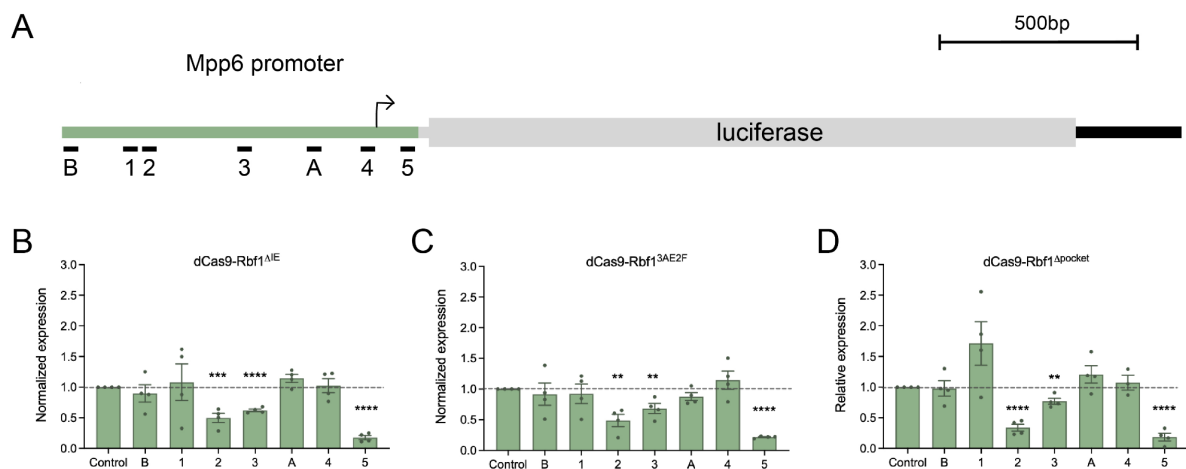 A
500bp
Mpp6 promoter
luciferase
B 1 2 3 A 4 5
B
dCas9-Rbf1ΔIE
Normalized expression
3.0
2.5
2.0
1.5
1.0
0.5
0.0
*** **** ****
Control B 1 2 3 A 4 5
C
dCas9-Rbf13AE2F
Normalized expression
3.0
2.5
2.0
1.5
1.0
0.5
0.0
** ** ****
Control B 1 2 3 A 4 5
D
dCas9-Rbf1Δpocket
Relative expression
3.0
2.5
2.0
1.5
1.0
0.5
0.0
**** ** ****
Control B 1 2 3 A 4 5